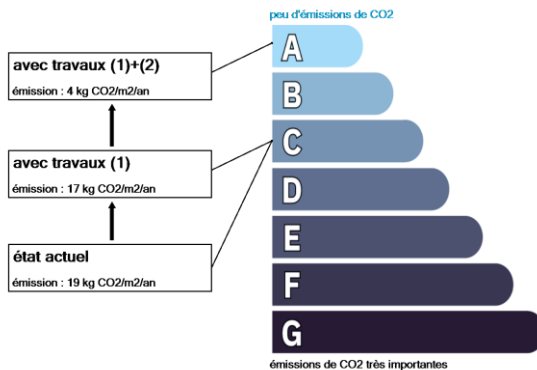 peu d'émissions de CO2
A
avec travaux (1)+(2)
émission : 4 kg CO2/m2/an
B
C
avec travaux (1)
émission : 17 kg CO2/m2/an
D
E
état actuel
émission : 19 kg CO2/m2/an
F
G
émissions de CO2 très importantes